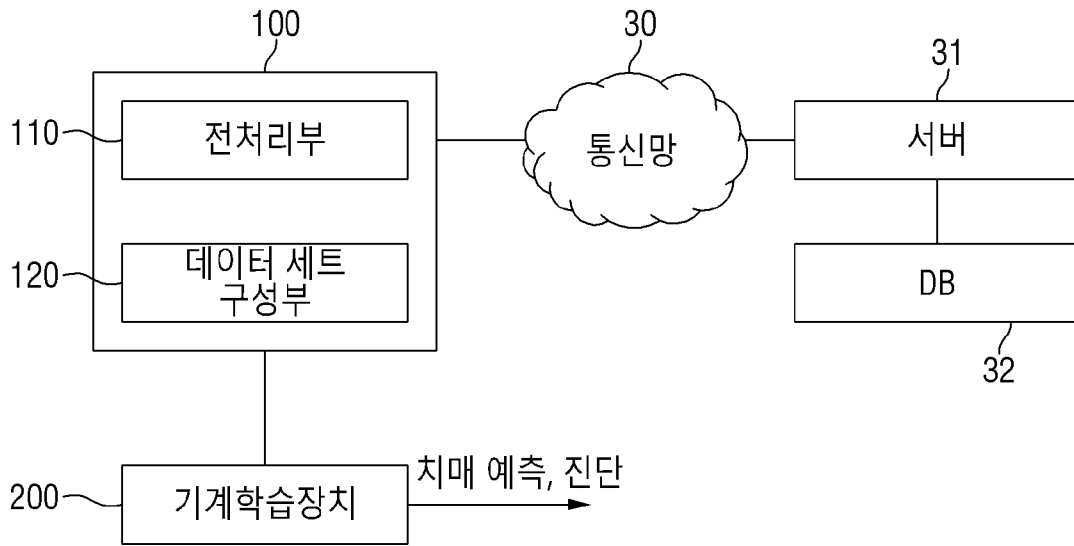 100
30
31
110
전처리부
통신망
서버
120
데이터 세트
구성부
DB
32
200
기계학습장치
치매 예측, 진단